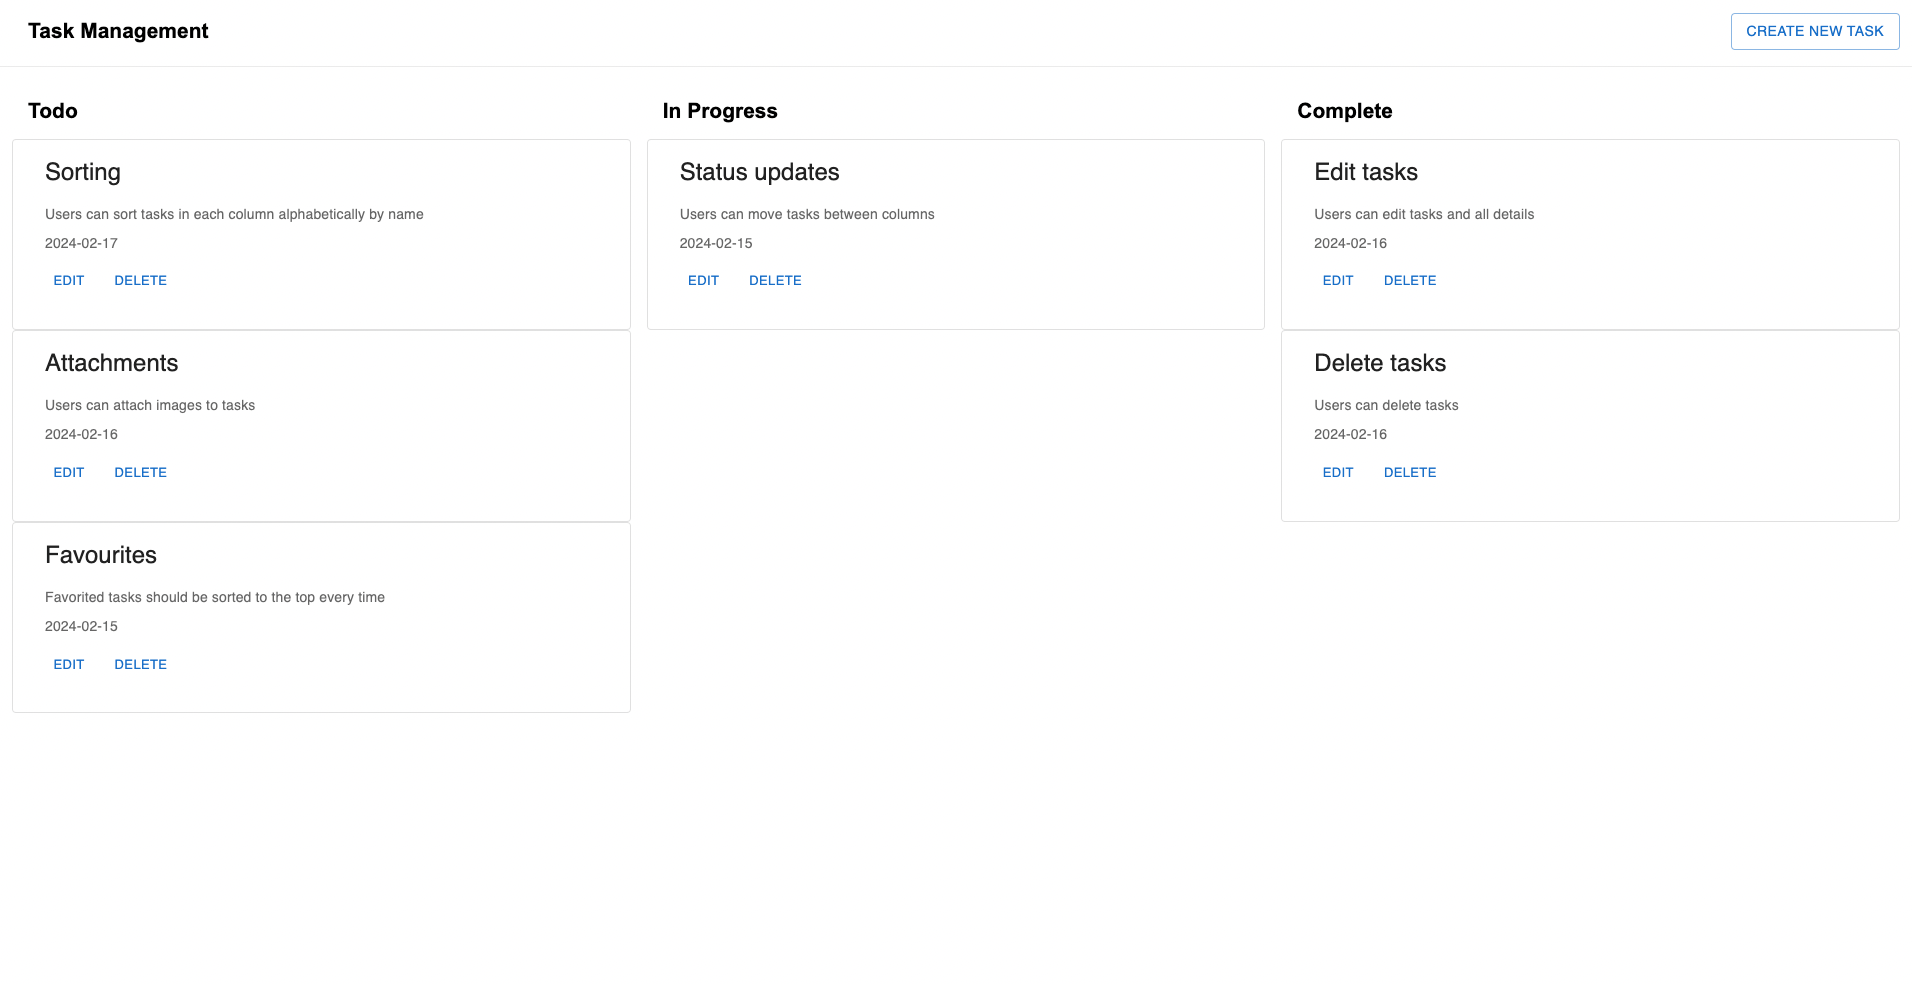 Task Management
CREATE NEW TASK
Todo
Sorting
Users can sort tasks in each column alphabetically by name
2024-02-17
EDIT DELETE
Attachments
Users can attach images to tasks
2024-02-16
EDIT DELETE
Favourites
Favorited tasks should be sorted to the top every time
2024-02-15
EDIT DELETE
In Progress
Status updates
Users can move tasks between columns
2024-02-15
EDIT DELETE
Complete
Edit tasks
Users can edit tasks and all details
2024-02-16
EDIT DELETE
Delete tasks
Users can delete tasks
2024-02-16
EDIT DELETE